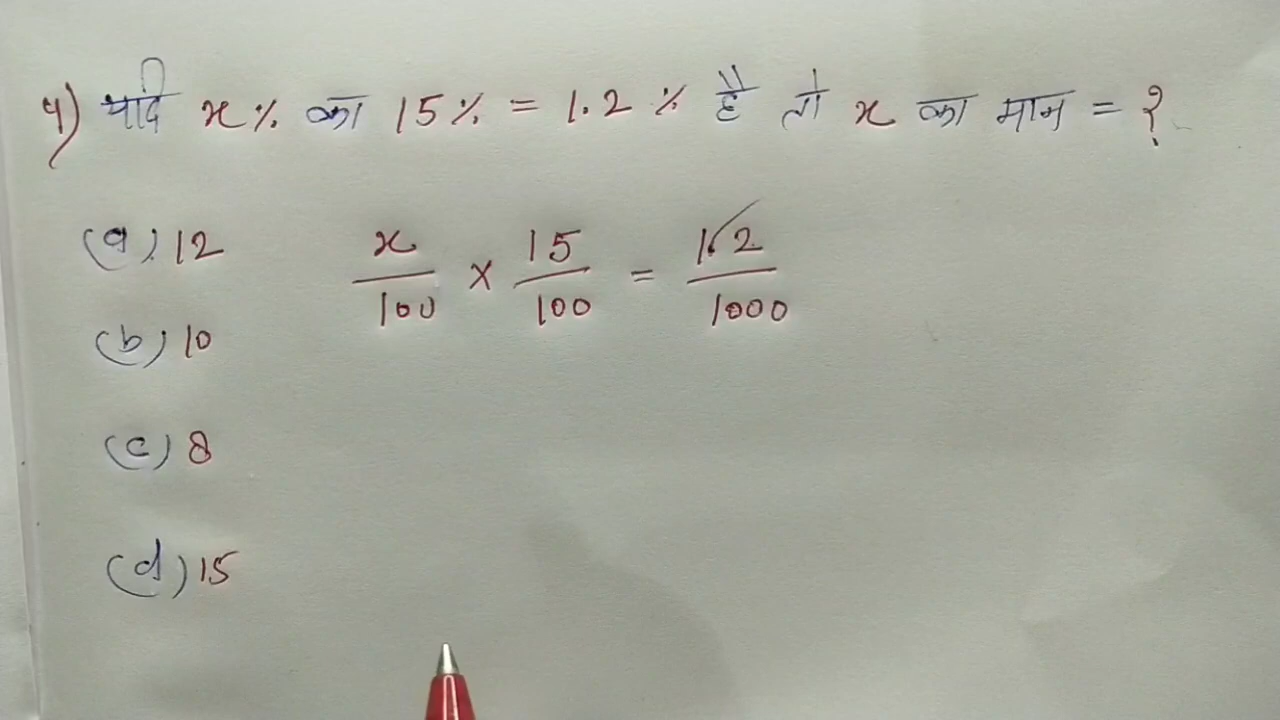 4) यदि x% का 15% = 1.2% है तो x का मान = ?
(a) 12
(b) 10
(c) 8
(d) 15
x/100 × 15/100 = 12/1000